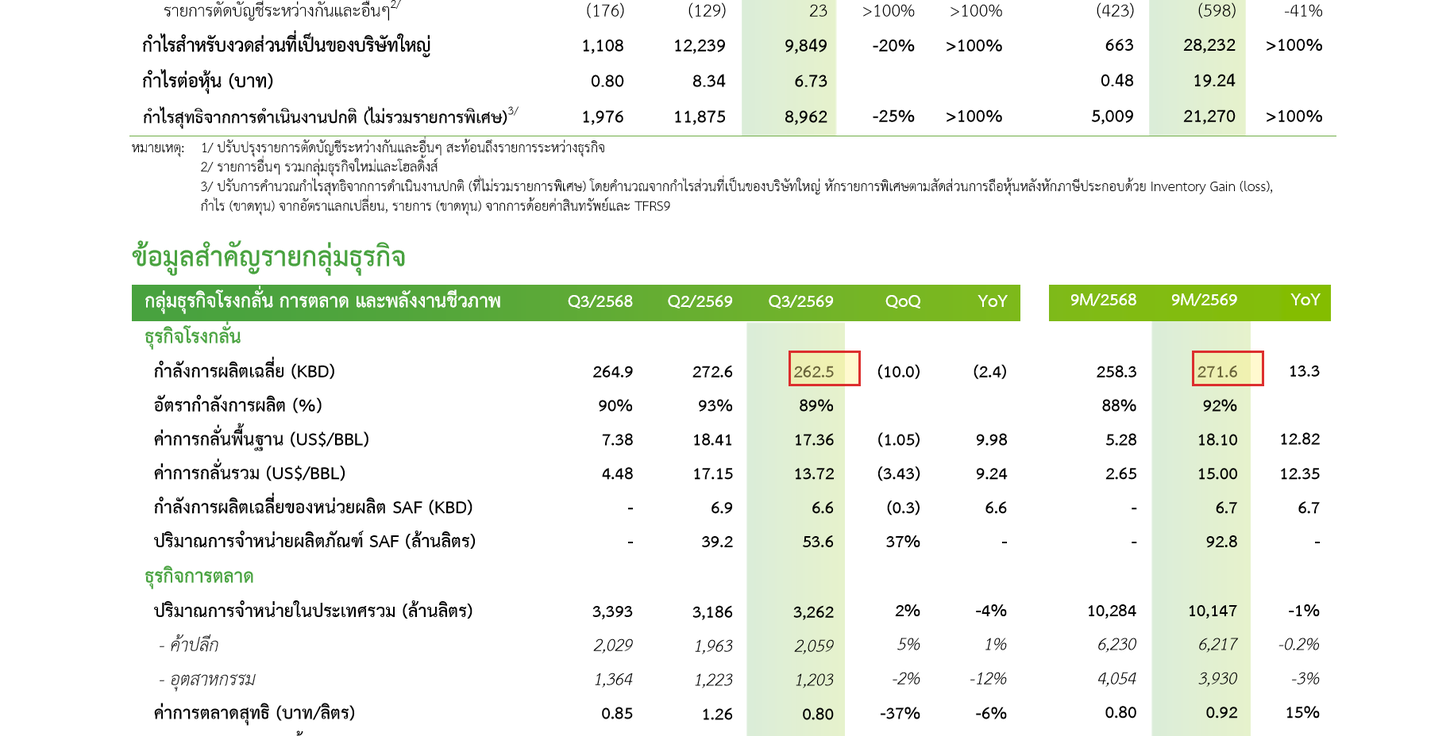 รายการตัดบัญชีระหว่างกันและอื่นๆ2/ (176) (129) 23 >100% >100% (423) (598) -41%
กำไรสำหรับงวดส่วนที่เป็นของบริษัทใหญ่ 1,108 12,239 9,849 -20% >100% 663 28,232 >100%
กำไรต่อหุ้น (บาท) 0.80 8.34 6.73 0.48 19.24
กำไรสุทธิจากการดำเนินงานปกติ (ไม่รวมรายการพิเศษ)3/ 1,976 11,875 8,962 -25% >100% 5,009 21,270 >100%
หมายเหตุ: 1/ ปรับปรุงรายการตัดบัญชีระหว่างกันและอื่นๆ สะท้อนถึงรายการระหว่างธุรกิจ
2/ รายการอื่นๆ รวมกลุ่มธุรกิจใหม่และโฮลดิ้งส์
3/ ปรับการคำนวณกำไรสุทธิจากการดำเนินงานปกติ (ที่ไม่รวมรายการพิเศษ) โดยคำนวณจากกำไรส่วนที่เป็นของบริษัทใหญ่ หักรายการพิเศษตามสัดส่วนการถือหุ้นหลังหักภาษีประกอบด้วย Inventory Gain (loss),
กำไร (ขาดทุน) จากอัตราแลกเปลี่ยน, รายการ (ขาดทุน) จากการด้อยค่าสินทรัพย์และ TFRS9
ข้อมูลสำคัญรายกลุ่มธุรกิจ
กลุ่มธุรกิจโรงกลั่น การตลาด และพลังงานชีวภาพ Q3/2568 Q2/2569 Q3/2569 QoQ YoY 9M/2568 9M/2569 YoY
ธุรกิจโรงกลั่น
กำลังการผลิตเฉลี่ย (KBD) 264.9 272.6 262.5 (10.0) (2.4) 258.3 271.6 13.3
อัตรากำลังการผลิต (%) 90% 93% 89% 88% 92%
ค่าการกลั่นพื้นฐาน (US$/BBL) 7.38 18.41 17.36 (1.05) 9.98 5.28 18.10 12.82
ค่าการกลั่นรวม (US$/BBL) 4.48 17.15 13.72 (3.43) 9.24 2.65 15.00 12.35
กำลังการผลิตเฉลี่ยของหน่วยผลิต SAF (KBD) - 6.9 6.6 (0.3) 6.6 - 6.7 6.7
ปริมาณการจำหน่ายผลิตภัณฑ์ SAF (ล้านลิตร) - 39.2 53.6 37% - - 92.8 -
ธุรกิจการตลาด
ปริมาณการจำหน่ายในประเทศรวม (ล้านลิตร) 3,393 3,186 3,262 2% -4% 10,284 10,147 -1%
- ค้าปลีก 2,029 1,963 2,059 5% 1% 6,230 6,217 -0.2%
- อุตสาหกรรม 1,364 1,223 1,203 -2% -12% 4,054 3,930 -3%
ค่าการตลาดสุทธิ (บาท/ลิตร) 0.85 1.26 0.80 -37% -6% 0.80 0.92 15%